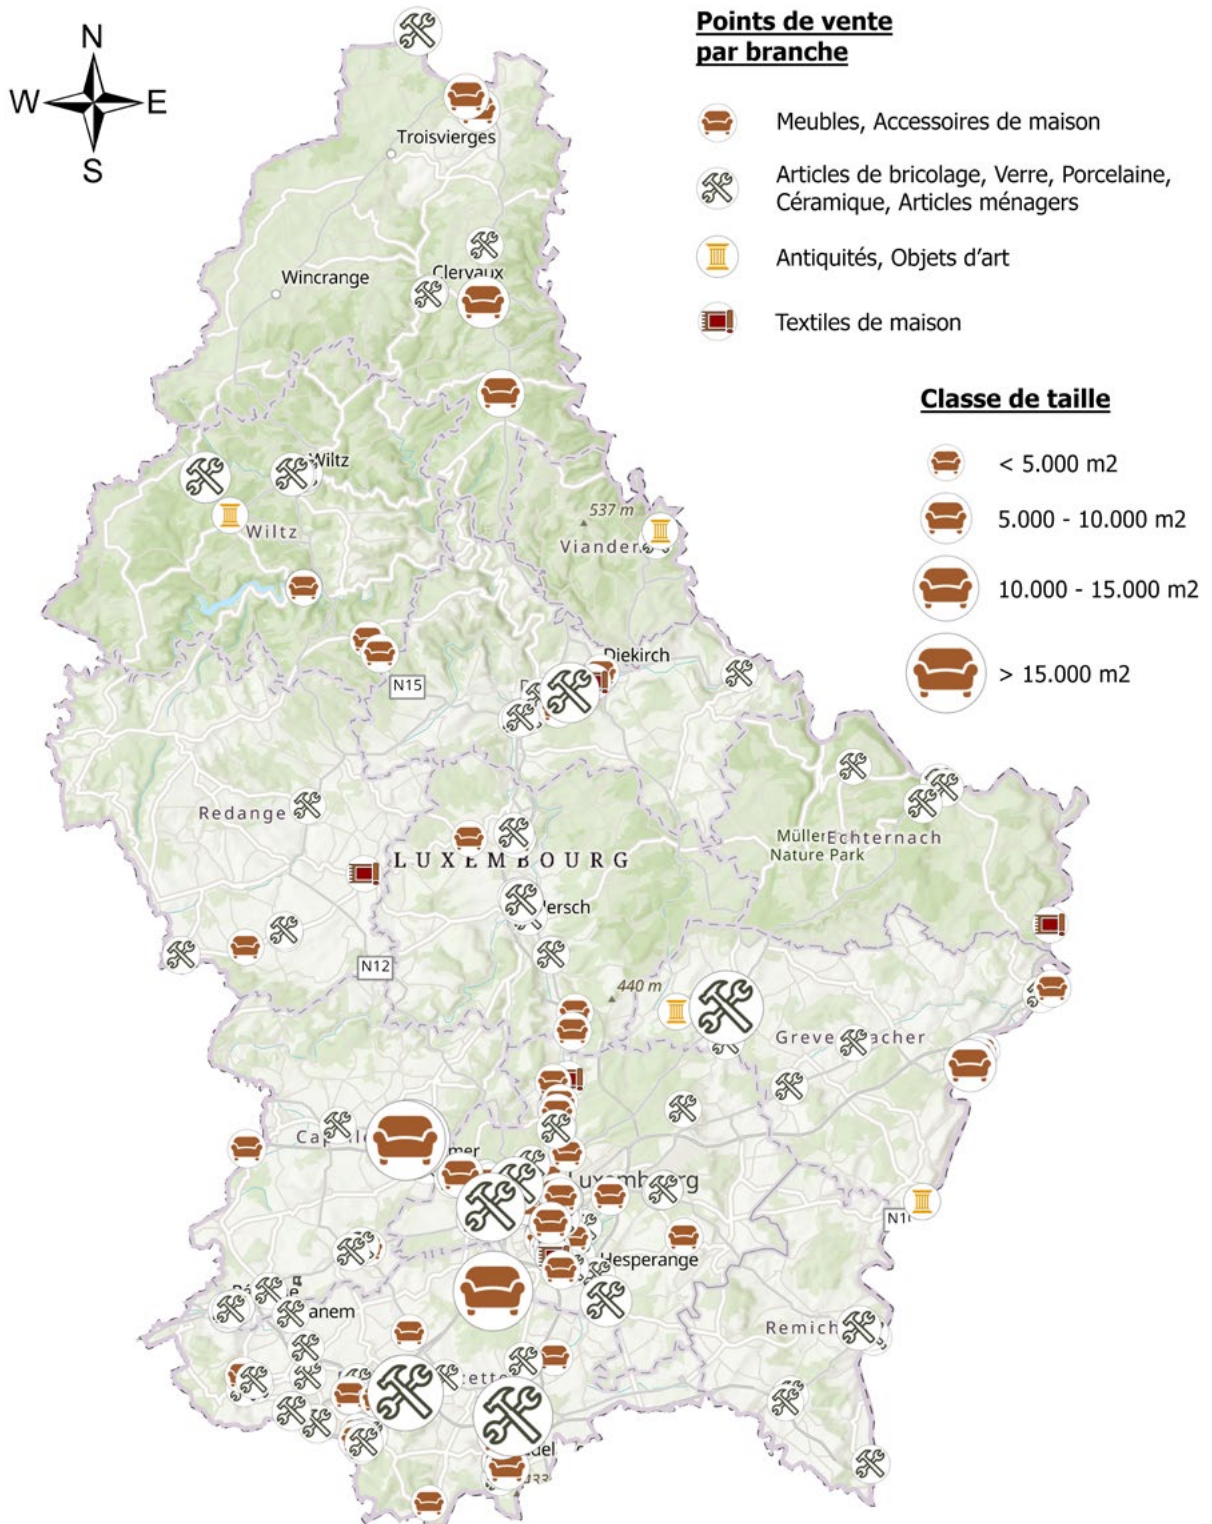 Points de vente
par branche
Meubles, Accessoires de maison
Articles de bricolage, Verre, Porcelaine,
Céramique, Articles ménagers
Antiquités, Objets d'art
Textiles de maison
Classe de taille
< 5.000 m2
5.000 - 10.000 m2
10.000 - 15.000 m2
> 15.000 m2
N
W
E
S
Troisvierges
Wincrange
Clervaux
Wiltz
Wiltz
537 m
Vianden
Diekirch
N15
Redange
Echternach
Nature Park
LUXEMBOURG
N12
440 m
Luxembourg
Hesperange
Remich